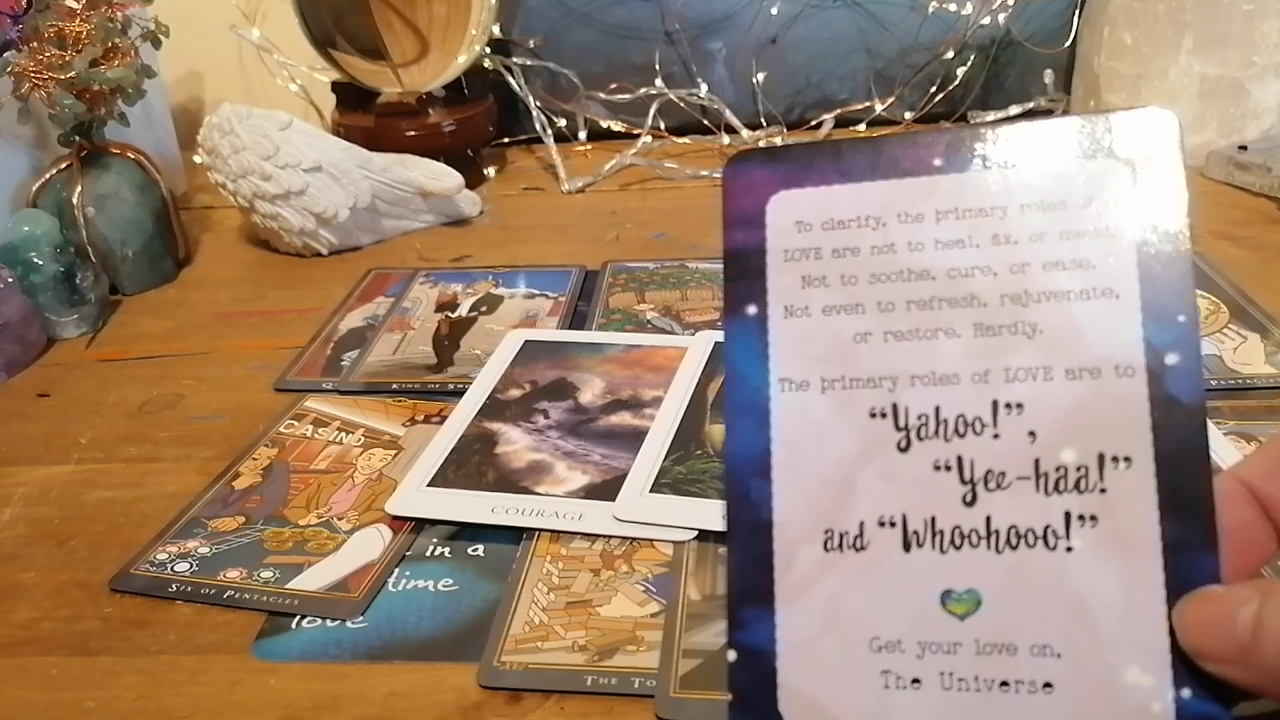 To clarify, the primary roles
LOVE are not to heal, fix, or
Not to soothe, cure, or ease.
Not even to refresh, rejuvenate,
or restore. Hardly.
The primary roles of LOVE are to
“Yahoo!”,
“Yee-haa!”
and “Whoohooo!”
Get your love on,
The Universe
KING OF
CASINO
COURAGE
SIX OF PENTACLES
in a
time
love
XVI
THE